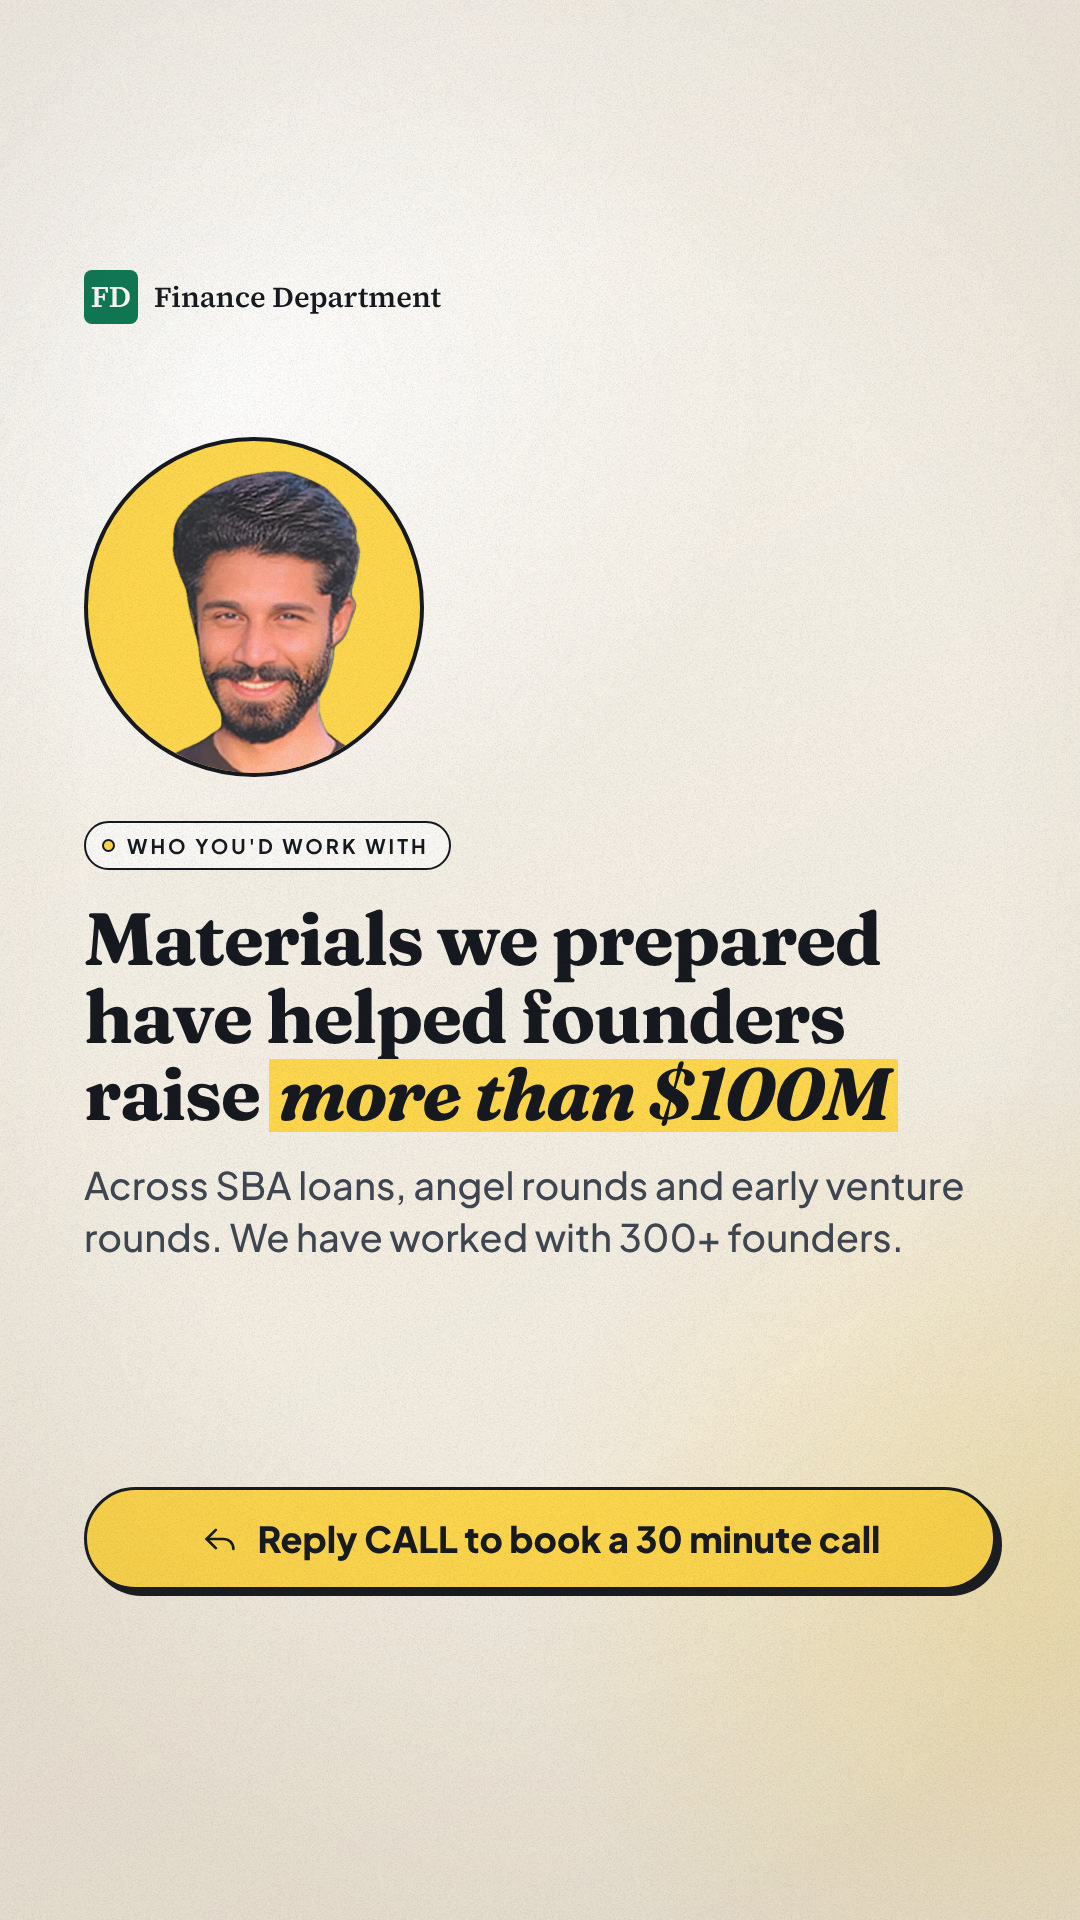 FD Finance Department
WHO YOU'D WORK WITH
Materials we prepared
have helped founders
raise more than $100M
Across SBA loans, angel rounds and early venture
rounds. We have worked with 300+ founders.
Reply CALL to book a 30 minute call